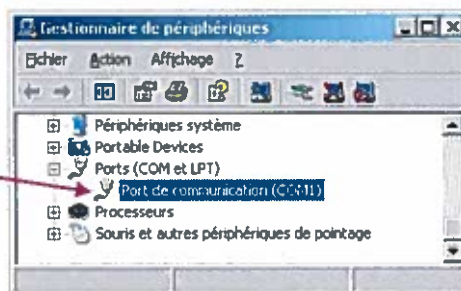 Gestionnaire de périphériques
Fichier Action Affichage ?
Périphériques système
Portable Devices
Ports (COM et LPT)
Port de communication (COM1)
Processeurs
Souris et autres périphériques de pointage